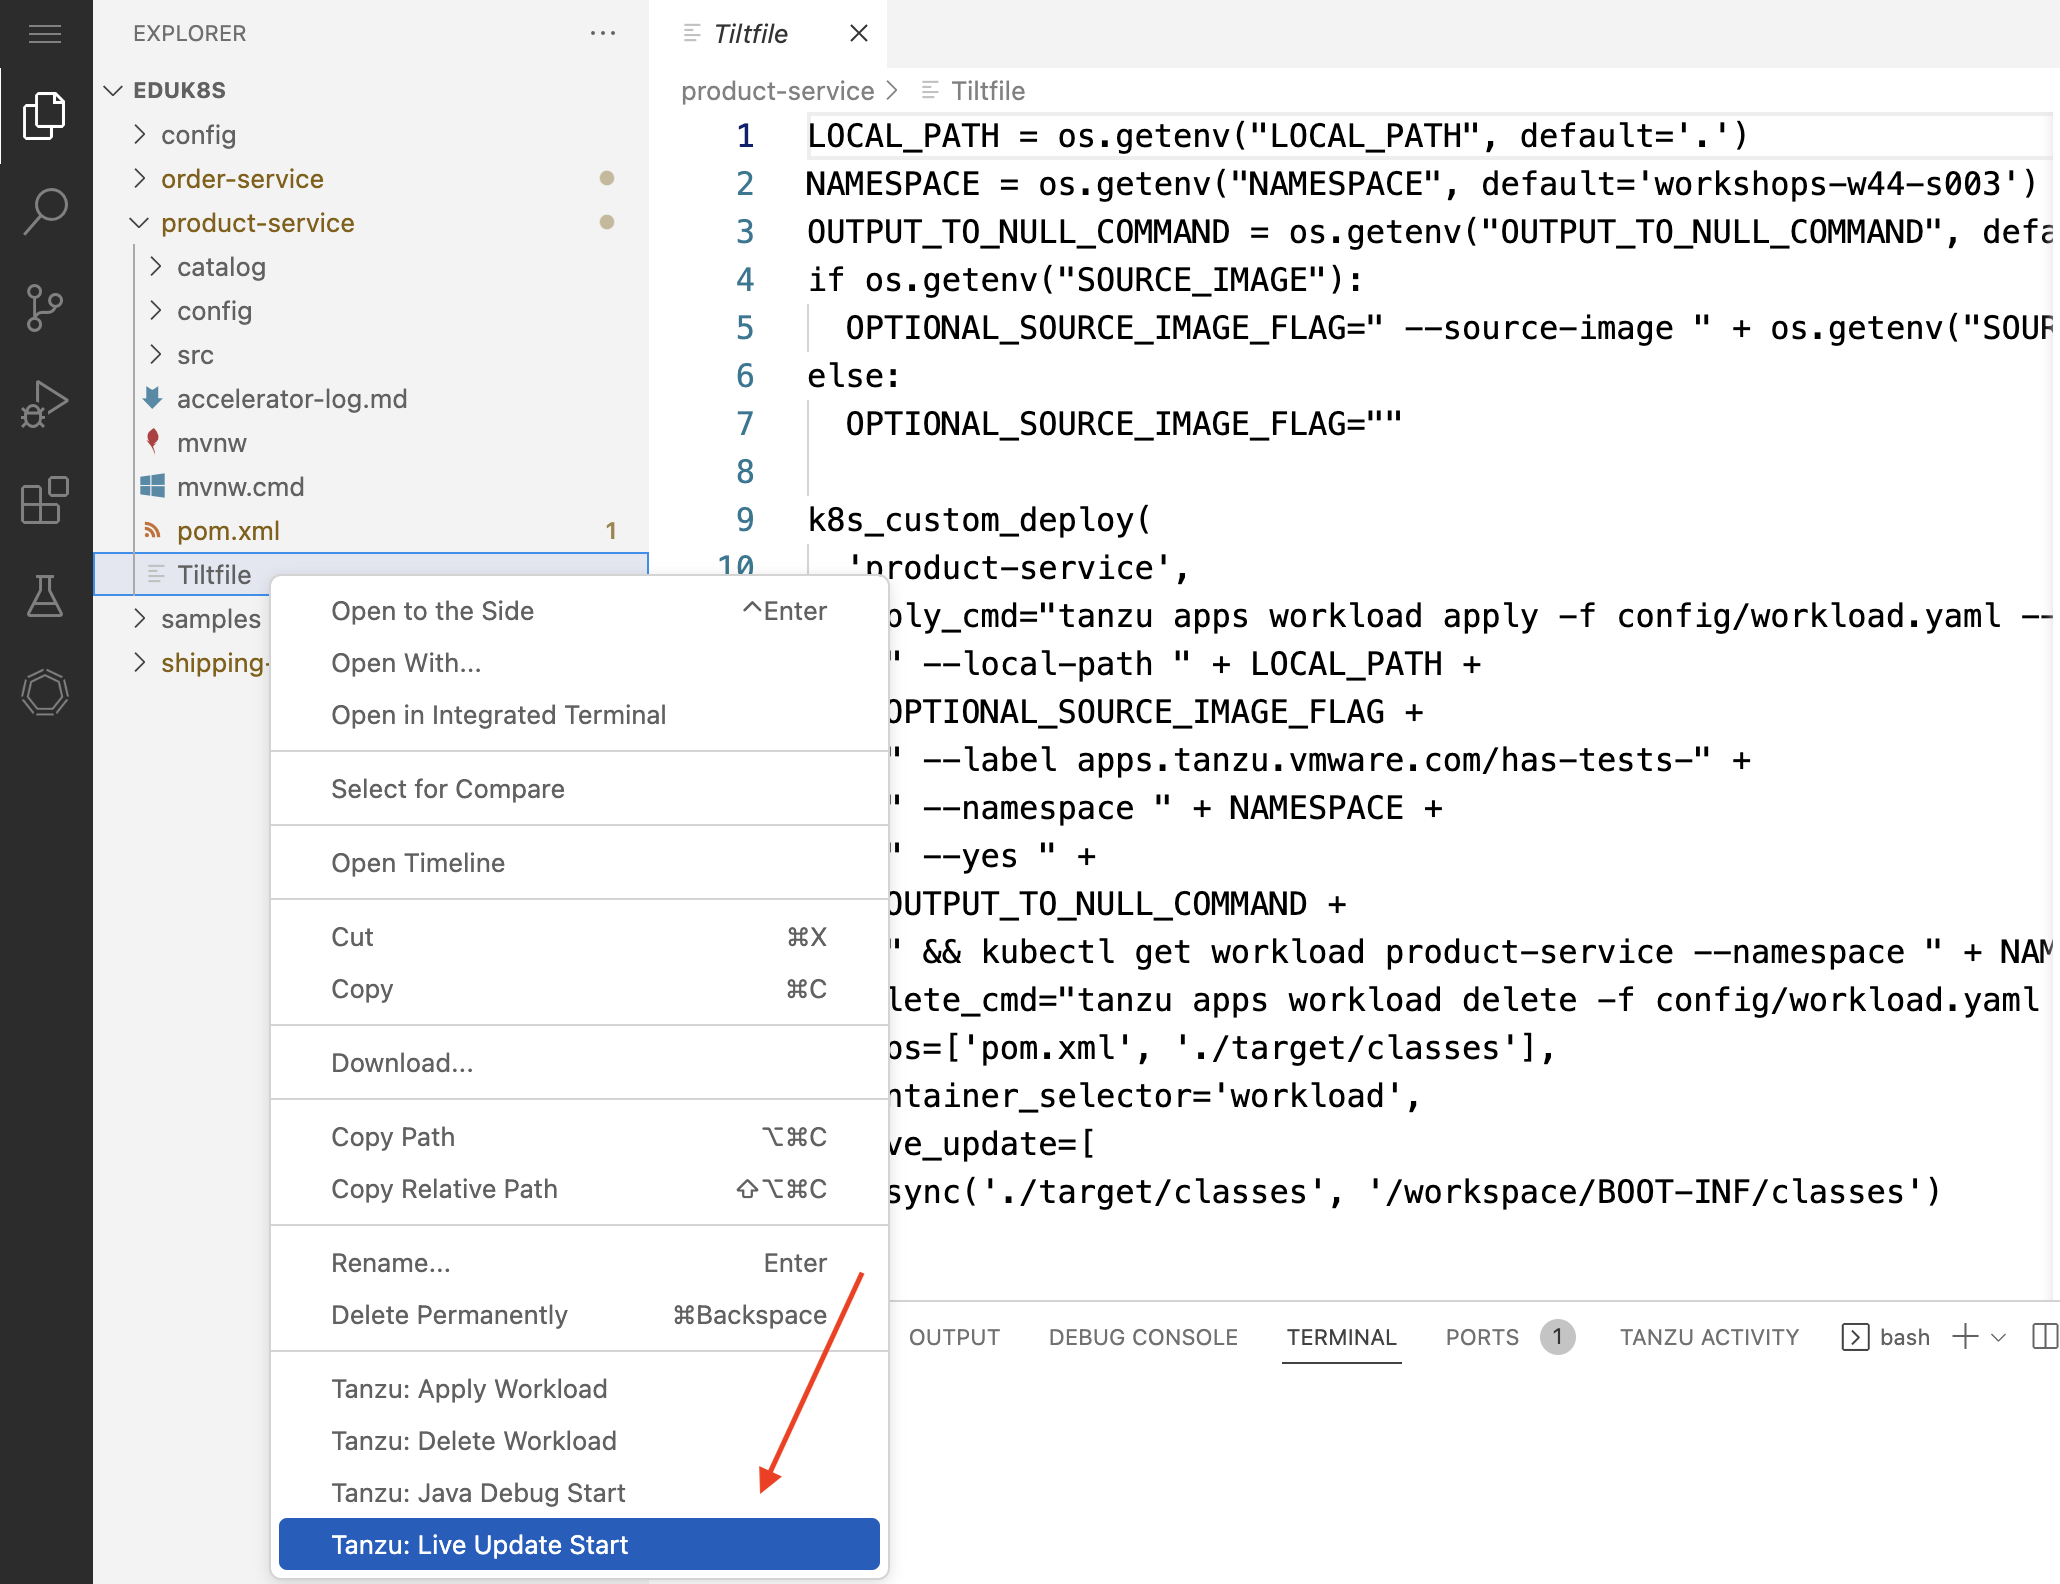 EXPLORER
EDUK8S
config
order-service
product-service
catalog
config
src
accelerator-log.md
mvnw
mvnw.cmd
pom.xml 1
Tiltfile
samples
shipping-
Tiltfile
product-service > Tiltfile
1 LOCAL_PATH = os.getenv("LOCAL_PATH", default='.')
2 NAMESPACE = os.getenv("NAMESPACE", default='workshops-w44-s003')
3 OUTPUT_TO_NULL_COMMAND = os.getenv("OUTPUT_TO_NULL_COMMAND", defa
4 if os.getenv("SOURCE_IMAGE"):
5 OPTIONAL_SOURCE_IMAGE_FLAG=" --source-image " + os.getenv("SOUR
6 else:
7 OPTIONAL_SOURCE_IMAGE_FLAG=""
8
9 k8s_custom_deploy(
10 'product-service',
ply_cmd="tanzu apps workload apply -f config/workload.yaml --
" --local-path " + LOCAL_PATH +
OPTIONAL_SOURCE_IMAGE_FLAG +
" --label apps.tanzu.vmware.com/has-tests-" +
" --namespace " + NAMESPACE +
" --yes " +
OUTPUT_TO_NULL_COMMAND +
" && kubectl get workload product-service --namespace " + NAM
lete_cmd="tanzu apps workload delete -f config/workload.yaml
ps=['pom.xml', './target/classes'],
ntainer_selector='workload',
ve_update=[
sync('./target/classes', '/workspace/BOOT-INF/classes')
Open to the Side ^Enter
Open With...
Open in Integrated Terminal
Select for Compare
Open Timeline
Cut ⌘X
Copy ⌘C
Download...
Copy Path ⌥⌘C
Copy Relative Path ⇧⌥⌘C
Rename... Enter
Delete Permanently ⌘Backspace
Tanzu: Apply Workload
Tanzu: Delete Workload
Tanzu: Java Debug Start
Tanzu: Live Update Start
OUTPUT DEBUG CONSOLE TERMINAL PORTS 1 TANZU ACTIVITY bash